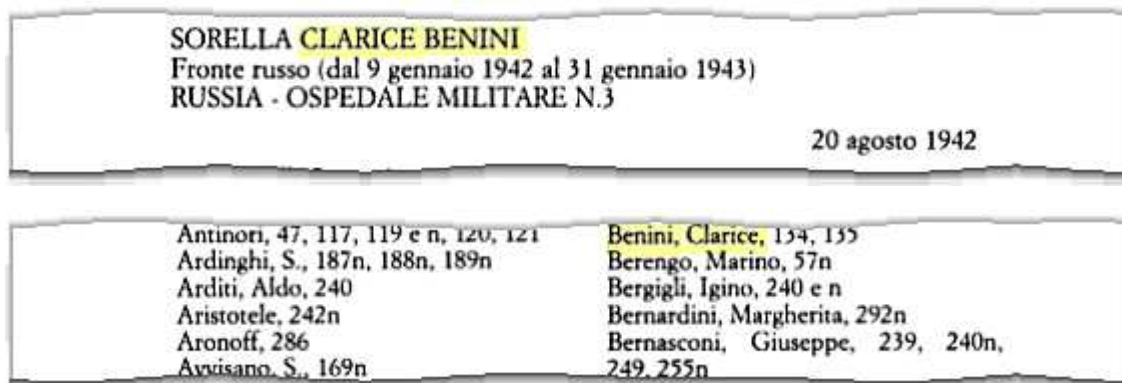 SORELLA CLARICE BENINI
Fronte russo (dal 9 gennaio 1942 al 31 gennaio 1943)
RUSSIA - OSPEDALE MILITARE N.3
20 agosto 1942
Antinori, 47, 117, 119 e n, 120, 121
Ardinghi, S., 187n, 188n, 189n
Arditi, Aldo, 240
Aristotele, 242n
Aronoff, 286
Avvisano, S., 169n
Benini, Clarice, 134, 135
Berengo, Marino, 57n
Bergigli, Igino, 240 e n
Bernardini, Margherita, 292n
Bernasconi, Giuseppe, 239, 240n,
249, 255n